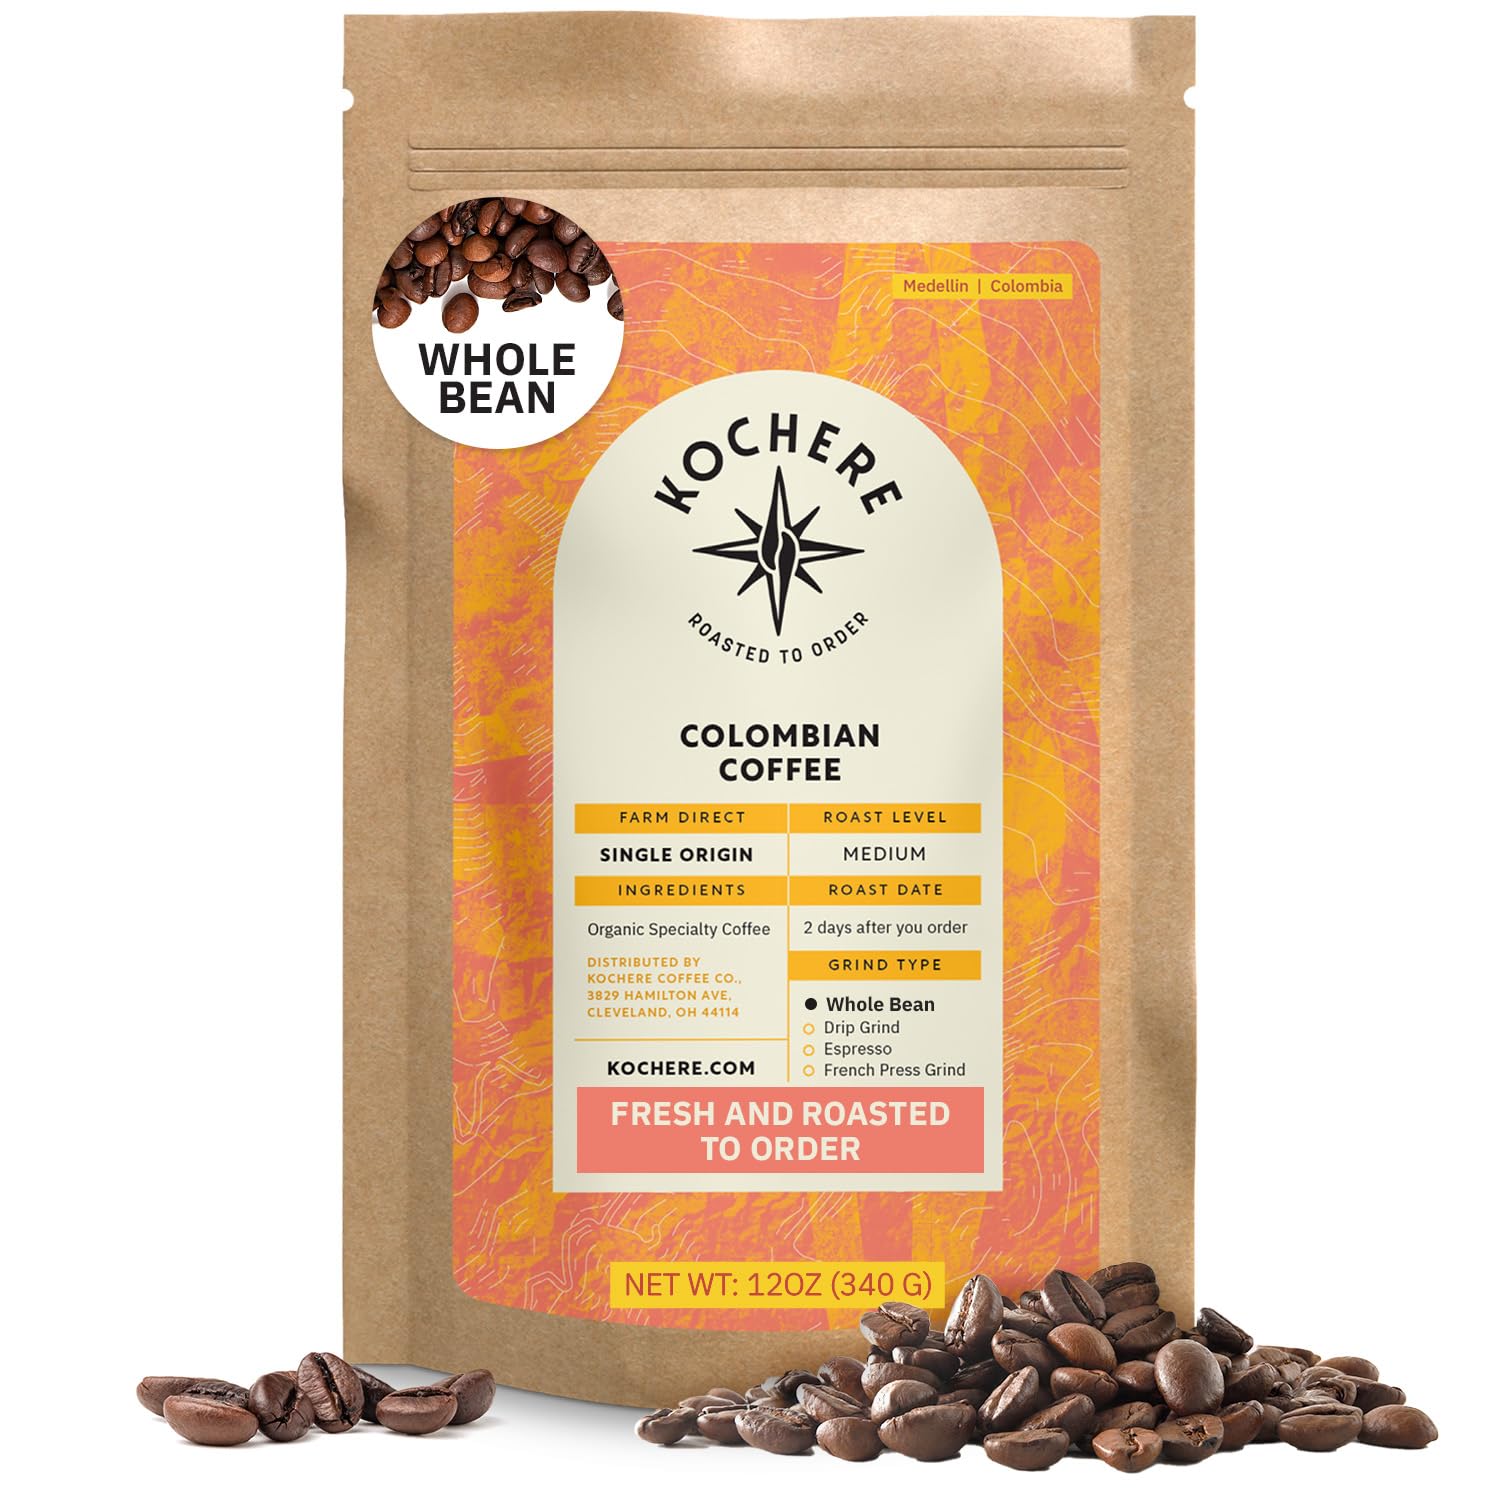 Medellin | Colombia
WHOLE
BEAN
KOCHERE
ROASTED TO ORDER
COLOMBIAN
COFFEE
FARM DIRECT
SINGLE ORIGIN
INGREDIENTS
Organic Specialty Coffee
DISTRIBUTED BY
KOCHERE COFFEE CO.,
3829 HAMILTON AVE,
CLEVELAND, OH 44114
KOCHERE.COM
ROAST LEVEL
MEDIUM
ROAST DATE
2 days after you order
GRIND TYPE
Whole Bean
Drip Grind
Espresso
French Press Grind
FRESH AND ROASTED
TO ORDER
NET WT: 12OZ (340 G)